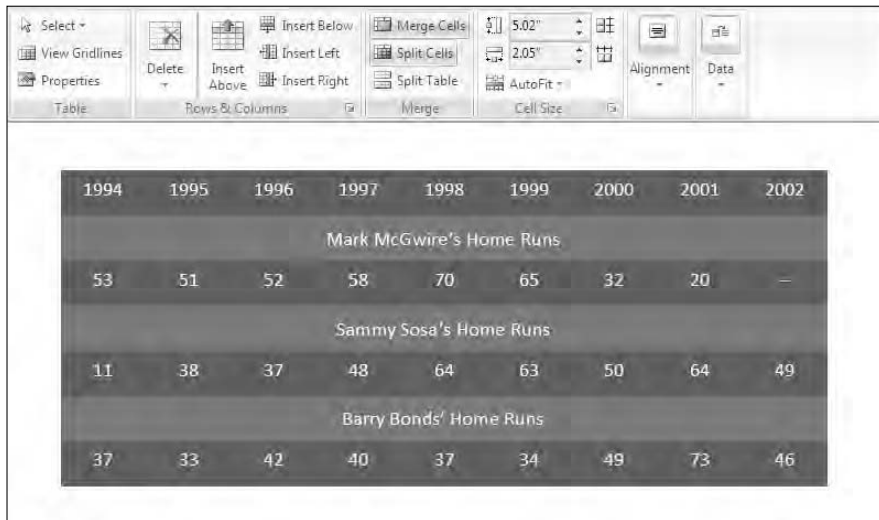 Select
View Gridlines
Properties
Table
Delete
Insert Above
Insert Below
Insert Left
Insert Right
Rows & Columns
Merge Cells
Split Cells
Split Table
Merge
5.02"
2.05"
AutoFit
Cell Size
Alignment
Data
1994 1995 1996 1997 1998 1999 2000 2001 2002
Mark McGwire's Home Runs
53 51 52 58 70 65 32 20 —
Sammy Sosa's Home Runs
11 38 37 48 64 63 50 64 49
Barry Bonds' Home Runs
37 33 42 40 37 34 49 73 46